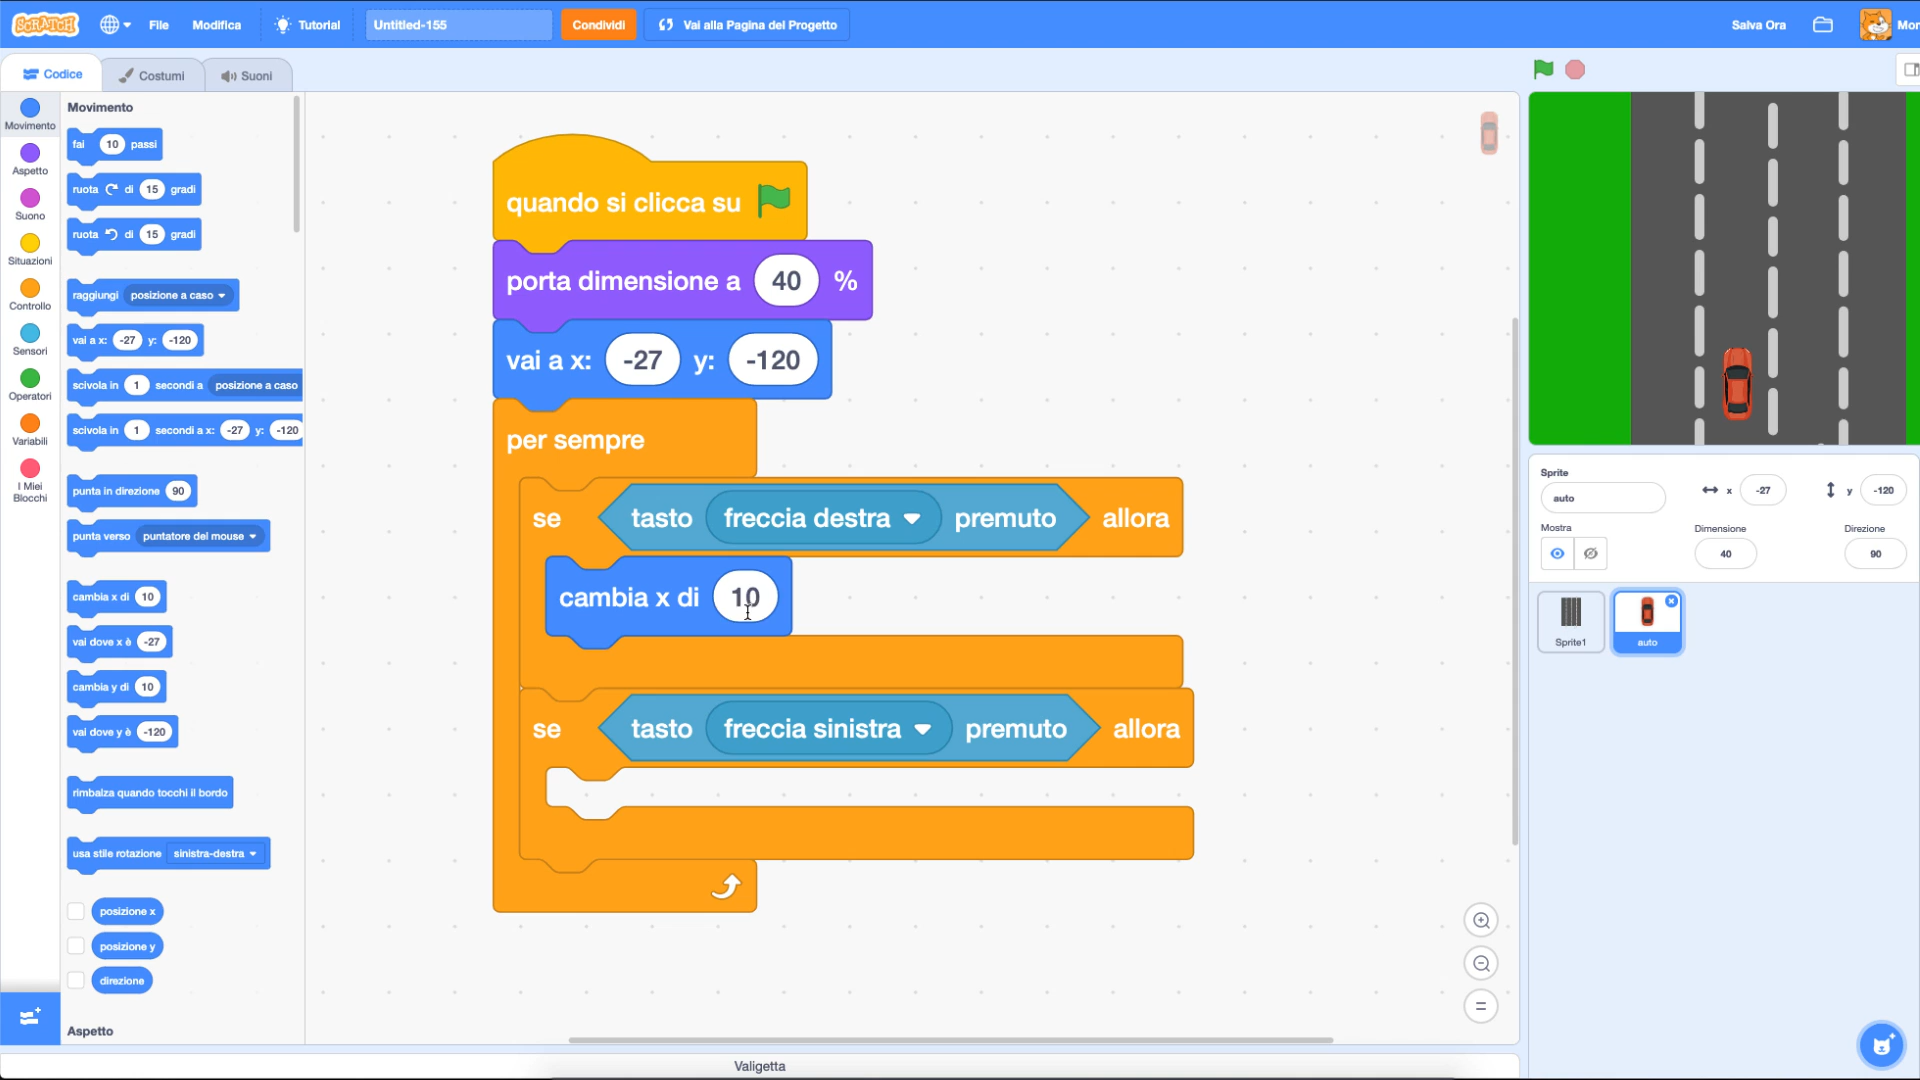 SCRATCH File Modifica Tutorial Untitled-155 Condividi Vai alla Pagina del Progetto Salva Ora Mor
Codice Costumi Suoni
Movimento
Aspetto
Suono
Situazioni
Controllo
Sensori
Operatori
Variabili
I Miei
Blocchi
Movimento
fai 10 passi
ruota di 15 gradi
ruota di 15 gradi
raggiungi posizione a caso
vai a x: -27 y: -120
scivola in 1 secondi a posizione a caso
scivola in 1 secondi a x: -27 y: -120
punta in direzione 90
punta verso puntatore del mouse
cambia x di 10
vai dove x è -27
cambia y di 10
vai dove y è -120
rimbalza quando tocchi il bordo
usa stile rotazione sinistra-destra
posizione x
posizione y
direzione
Aspetto
quando si clicca su
porta dimensione a 40 %
vai a x: -27 y: -120
per sempre
se tasto freccia destra premuto allora
cambia x di 10
se tasto freccia sinistra premuto allora
Valigetta
Sprite
auto x -27 y -120
Mostra Dimensione Direzione
40 90
Sprite1 auto